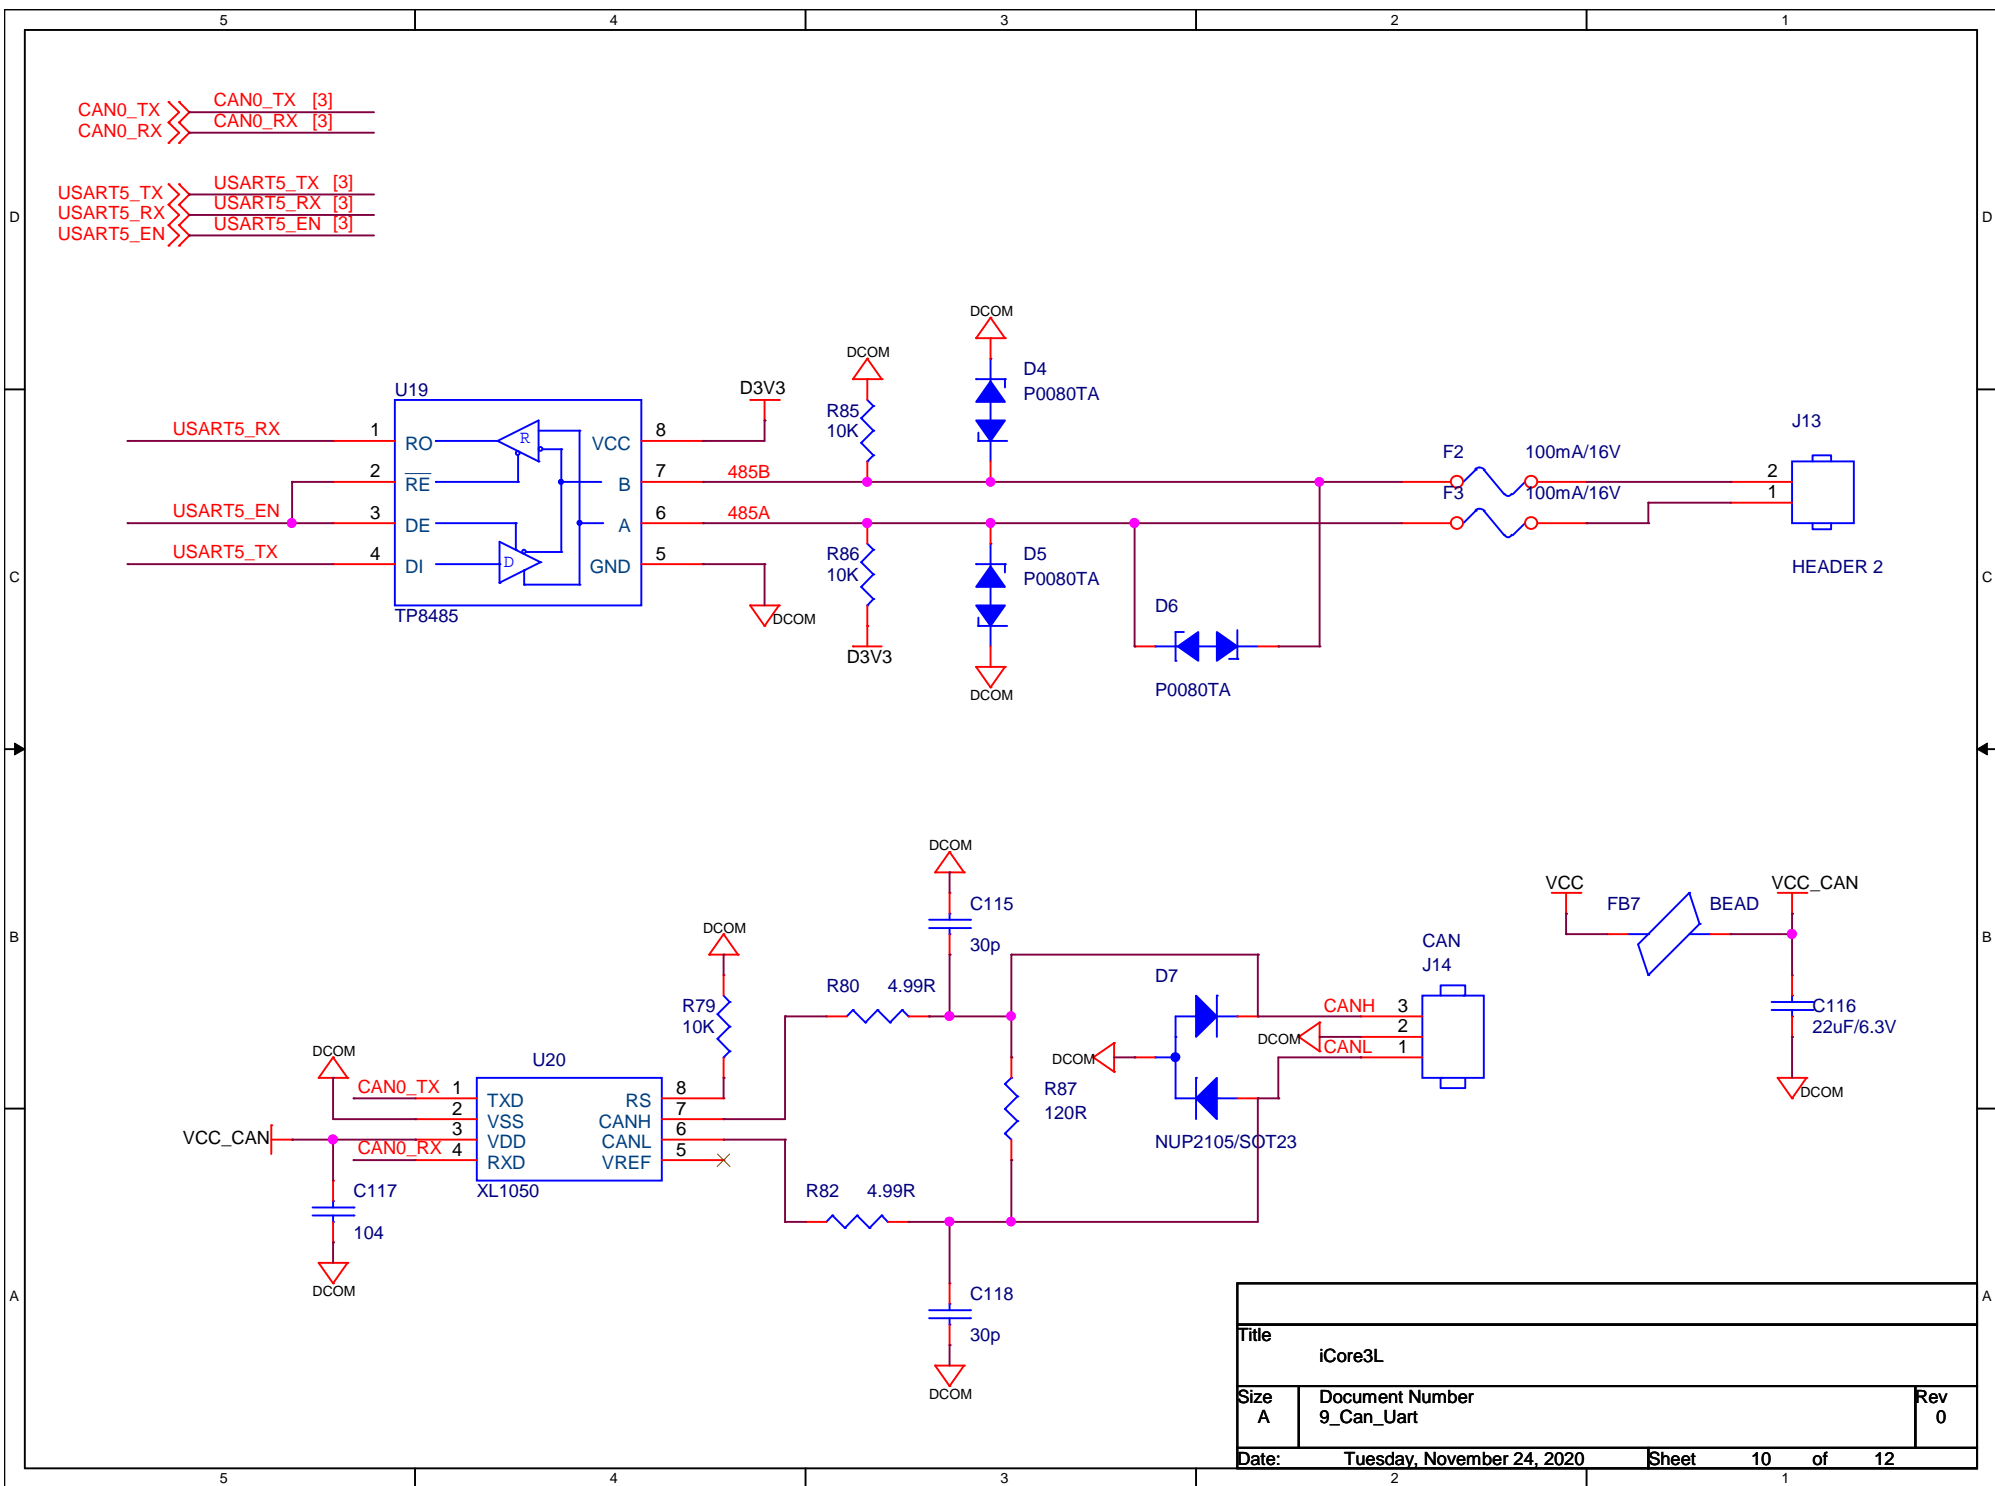 5 4 3 2 1
CAN0_TX CAN0_TX [3]
CAN0_RX CAN0_RX [3]
USART5_TX USART5_TX [3]
USART5_RX USART5_RX [3]
USART5_EN USART5_EN [3]
D D
DCOM
DCOM
D4
P0080TA
D3V3
U19
R85
10K
J13
USART5_RX 1 RO R VCC 8
F2 100mA/16V
2 RE B 7 485B 2
F3 100mA/16V 1
USART5_EN 3 DE A 6 485A
USART5_TX 4 DI D GND 5
R86
10K
D5
P0080TA
HEADER 2
C C
TP8485
DCOM
D6
D3V3
DCOM
P0080TA
DCOM
VCC VCC_CAN
C115
30p
FB7 BEAD
DCOM
B B
CAN
J14
D7
R80 4.99R
R79
10K
CANH 3
DCOM 2
CANL 1
C116
22uF/6.3V
DCOM
DCOM
DCOM
U20
R87
120R
CAN0_TX 1 TXD RS 8
2 VSS CANH 7
VCC_CAN 3 VDD CANL 6
CAN0_RX 4 RXD VREF 5
NUP2105/SOT23
XL1050
C117
104
R82 4.99R
DCOM
C118
30p
DCOM
A A
Title
iCore3L
Size Document Number Rev
A 9_Can_Uart 0
Date: Tuesday, November 24, 2020 Sheet 10 of 12
5 4 3 2 1